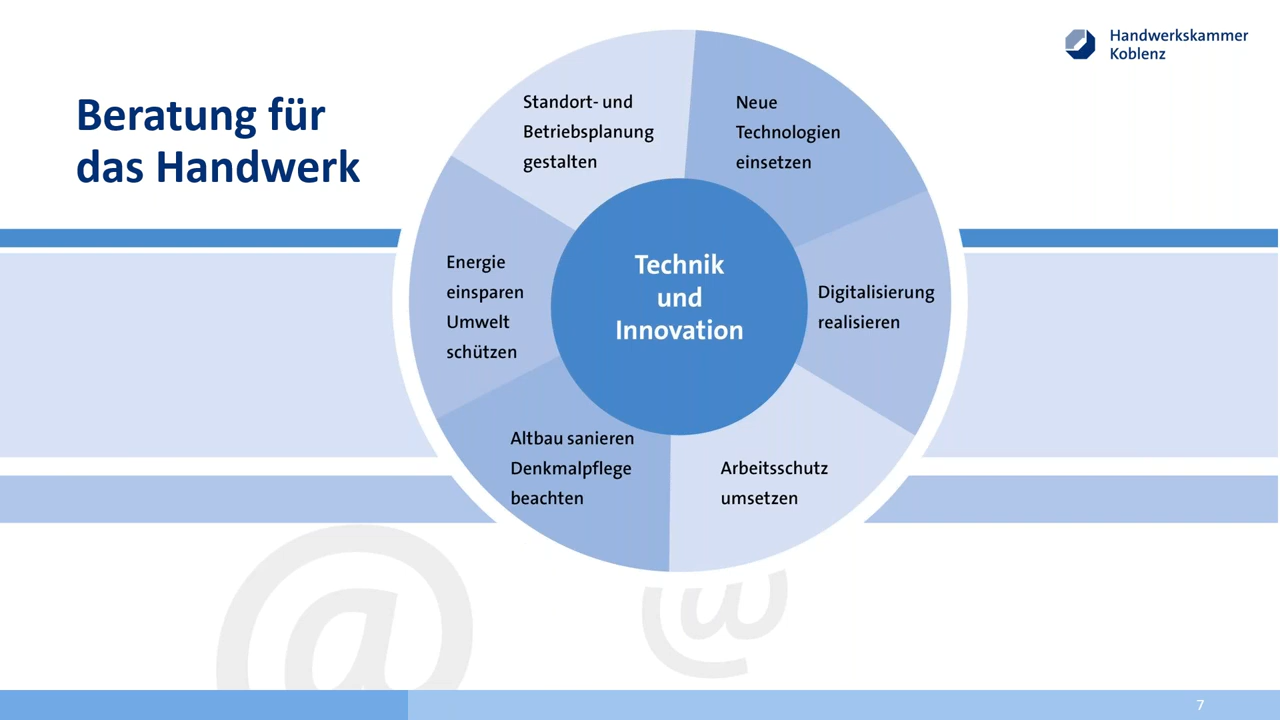 Handwerkskammer
Koblenz
Beratung für
das Handwerk
Standort- und
Betriebsplanung
gestalten
Neue
Technologien
einsetzen
Energie
einsparen
Umwelt
schützen
Technik
und
Innovation
Digitalisierung
realisieren
Altbau sanieren
Denkmalpflege
beachten
Arbeitsschutz
umsetzen
@
@
7